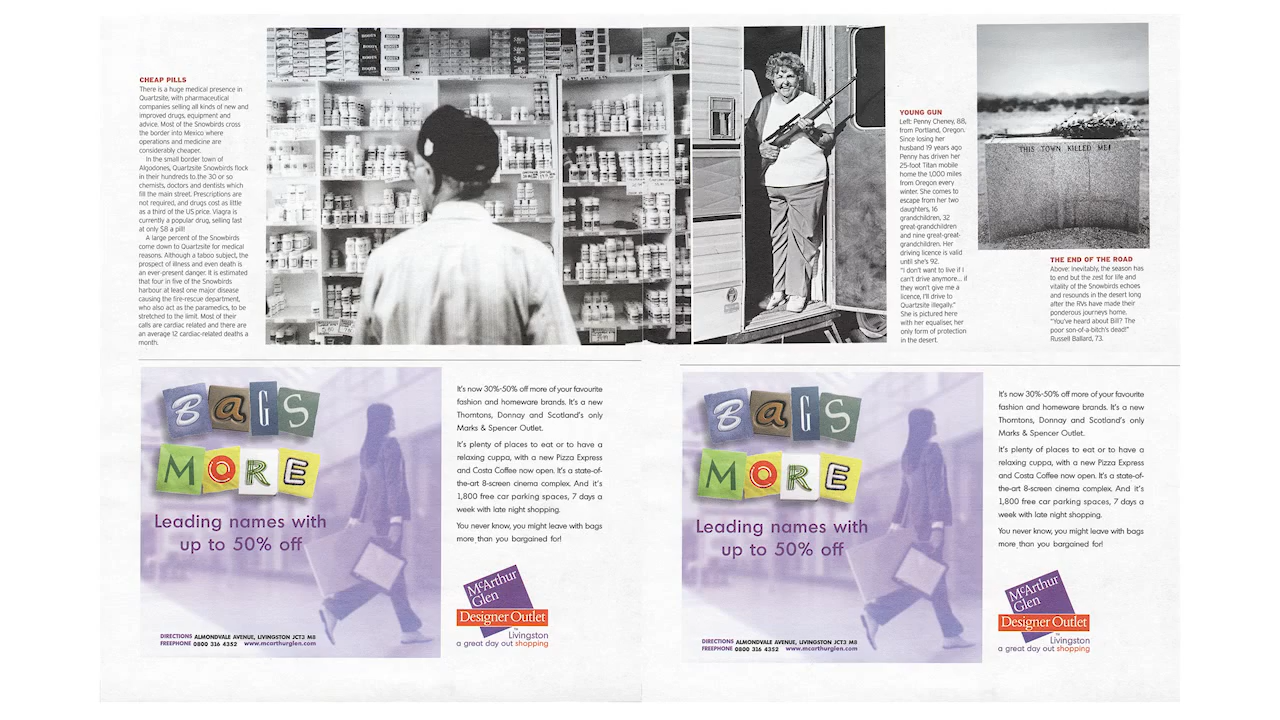 CHEAP PILLS
There is a huge medical presence in
Quartzsite, with pharmaceutical
companies selling all kinds of new and
improved drugs, equipment and
advice. Most of the Snowbirds cross
the border into Mexico where
operations and medicine are
considerably cheaper.
In the small border town of
Algodones, Quartzsite Snowbirds flock
in their hundreds to.the 30 or so
chemists, doctors and dentists which
fill the main street. Prescriptions are
not required, and drugs cost as little
as a third of the US price. Viagra is
currently a popular drug, selling fast
at only $8 a pill!
A large percent of the Snowbirds
come down to Quartzsite for medical
reasons. Although a taboo subject, the
prospect of illness and even death is
an ever-present danger. It is estimated
that four in five of the Snowbirds
harbour at least one major disease
causing the fire-rescue department,
who also act as the paramedics, to be
stretched to the limit. Most of their
calls are cardiac related and there are
an average 12 cardiac-related deaths a
month.
YOUNG GUN
Left: Penny Cheney, 88,
from Portland, Oregon.
Since losing her
husband 19 years ago
Penny has driven her
25-foot Titan mobile
home the 1,000 miles
from Oregon every
winter. She comes to
escape from her two
daughters, 16
grandchildren, 32
great-grandchildren
and nine great-great-
grandchildren. Her
driving licence is valid
until she's 92.
"I don't want to live if I
can't drive anymore... if
they won't give me a
licence, I'll drive to
Quartzsite illegally."
She is pictured here
with her equaliser, her
only form of protection
in the desert.
THIS TOWN KILLED ME!
THE END OF THE ROAD
Above: Inevitably, the season has
to end but the zest for life and
vitality of the Snowbirds echoes
and resounds in the desert long
after the RVs have made their
ponderous journeys home.
"You've heard about Bill? The
poor son-of-a-bitch's dead!"
Russell Ballard, 73.
BAGS
MORE
Leading names with
up to 50% off
DIRECTIONS ALMONDVALE AVENUE, LIVINGSTON JCT3 M8
FREEPHONE 0800 316 4352 www.mcarthurglen.com
It's now 30%-50% off more of your favourite
fashion and homeware brands. It's a new
Thorntons, Donnay and Scotland's only
Marks & Spencer Outlet.
It's plenty of places to eat or to have a
relaxing cuppa, with a new Pizza Express
and Costa Coffee now open. It's a state-of-
the-art 8-screen cinema complex. And it's
1,800 free car parking spaces, 7 days a
week with late night shopping.
You never know, you might leave with bags
more than you bargained for!
McArthur
Glen
Designer Outlet
Livingston
a great day out shopping
BAGS
MORE
Leading names with
up to 50% off
DIRECTIONS ALMONDVALE AVENUE, LIVINGSTON JCT3 M8
FREEPHONE 0800 316 4352 www.mcarthurglen.com
It's now 30%-50% off more of your favourite
fashion and homeware brands. It's a new
Thorntons, Donnay and Scotland's only
Marks & Spencer Outlet.
It's plenty of places to eat or to have a
relaxing cuppa, with a new Pizza Express
and Costa Coffee now open. It's a state-of-
the-art 8-screen cinema complex. And it's
1,800 free car parking spaces, 7 days a
week with late night shopping.
You never know, you might leave with bags
more than you bargained for!
McArthur
Glen
Designer Outlet
Livingston
a great day out shopping